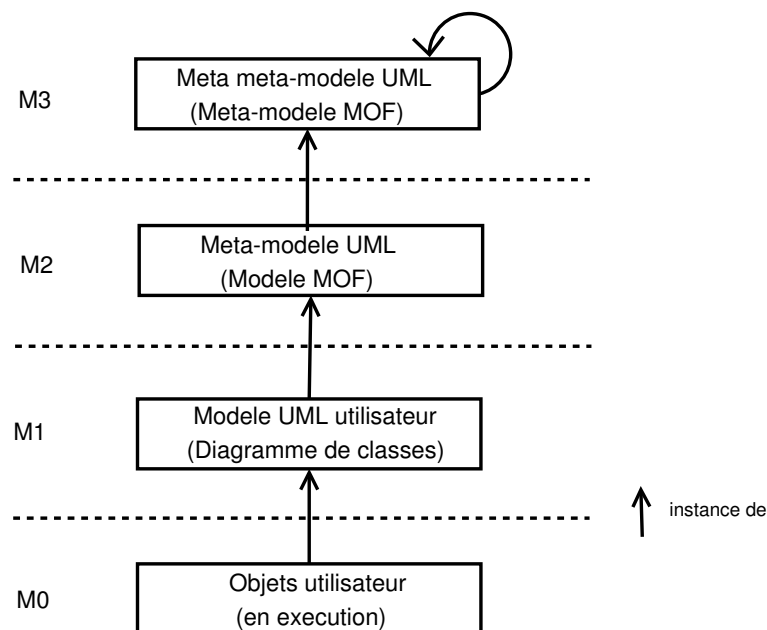 M3
Meta meta-modele UML
(Meta-modele MOF)
M2
Meta-modele UML
(Modele MOF)
M1
Modele UML utilisateur
(Diagramme de classes)
instance de
M0
Objets utilisateur
(en execution)